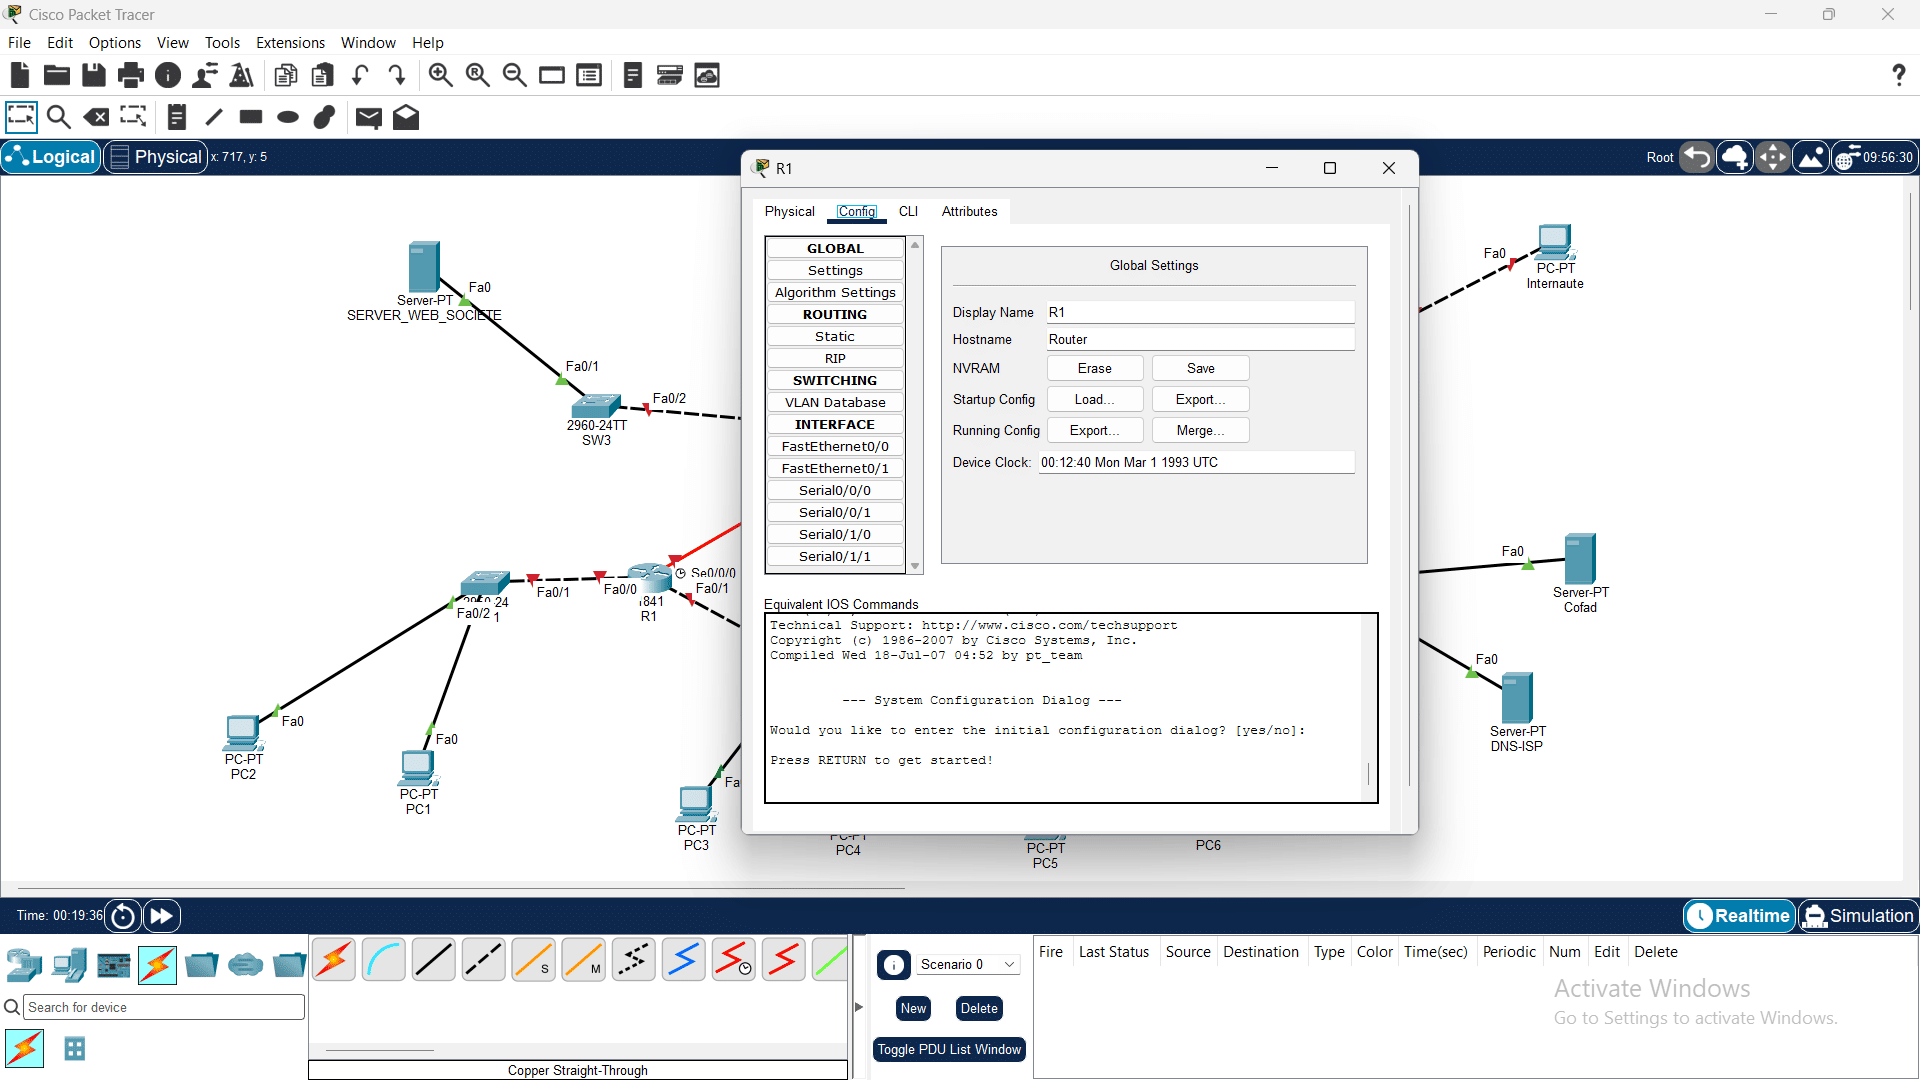 Cisco Packet Tracer
File Edit Options View Tools Extensions Window Help
Logical Physical x: 717, y: 5
Root 09:56:30
R1
Physical Config CLI Attributes
GLOBAL
Settings
Algorithm Settings
ROUTING
Static
RIP
SWITCHING
VLAN Database
INTERFACE
FastEthernet0/0
FastEthernet0/1
Serial0/0/0
Serial0/0/1
Serial0/1/0
Serial0/1/1
Global Settings
Display Name R1
Hostname Router
NVRAM Erase Save
Startup Config Load... Export...
Running Config Export... Merge...
Device Clock: 00:12:40 Mon Mar 1 1993 UTC
Equivalent IOS Commands
Technical Support: http://www.cisco.com/techsupport
Copyright (c) 1986-2007 by Cisco Systems, Inc.
Compiled Wed 18-Jul-07 04:52 by pt_team
--- System Configuration Dialog ---
Would you like to enter the initial configuration dialog? [yes/no]:
Press RETURN to get started!
Fa0
Server-PT
SERVER_WEB_SOCIETE
Fa0/1
Fa0/2
2960-24TT
SW3
Fa0
PC-PT
Internaute
Se0/0/0
Fa0/1
Fa0/0
1841
R1
Fa0/1
Fa0/2
Fa0
PC-PT
PC2
Fa0
PC-PT
PC1
Fa
PC-PT
PC3
PC-PT
PC4
PC-PT
PC5
PC6
Fa0
Server-PT
Cofad
Fa0
Server-PT
DNS-ISP
Time: 00:19:36
Realtime Simulation
S
M
Search for device
Copper Straight-Through
Scenario 0
New Delete
Toggle PDU List Window
Fire Last Status Source Destination Type Color Time(sec) Periodic Num Edit Delete
Activate Windows
Go to Settings to activate Windows.